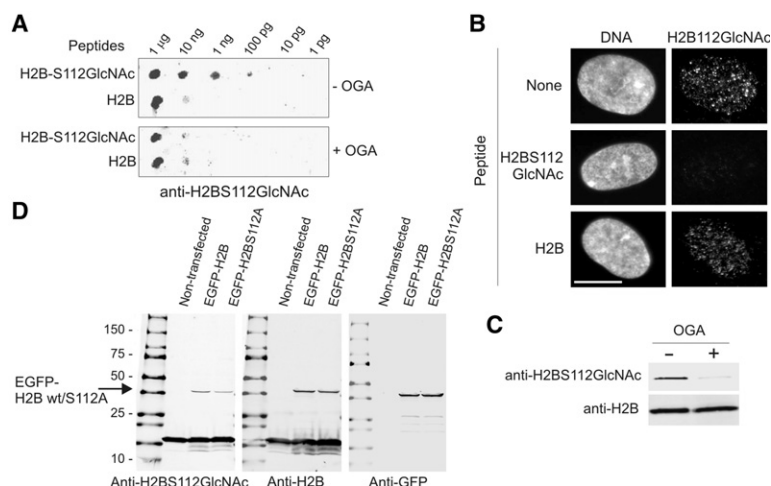 A
Peptides
1 µg
10 ng
1 ng
100 pg
10 pg
1 pg
H2B-S112GlcNAc
H2B
- OGA
H2B-S112GlcNAc
H2B
+ OGA
anti-H2BS112GlcNAc
B
DNA
H2B112GlcNAc
None
H2BS112
GlcNAc
H2B
Peptide
C
OGA
− +
anti-H2BS112GlcNAc
anti-H2B
D
Non-transfected
EGFP-H2B
EGFP-H2BS112A
Non-transfected
EGFP-H2B
EGFP-H2BS112A
Non-transfected
EGFP-H2B
EGFP-H2BS112A
150 -
75 -
50 -
25 -
10 -
EGFP-
H2B wt/S112A
Anti-H2BS112GlcNAc
Anti-H2B
Anti-GFP